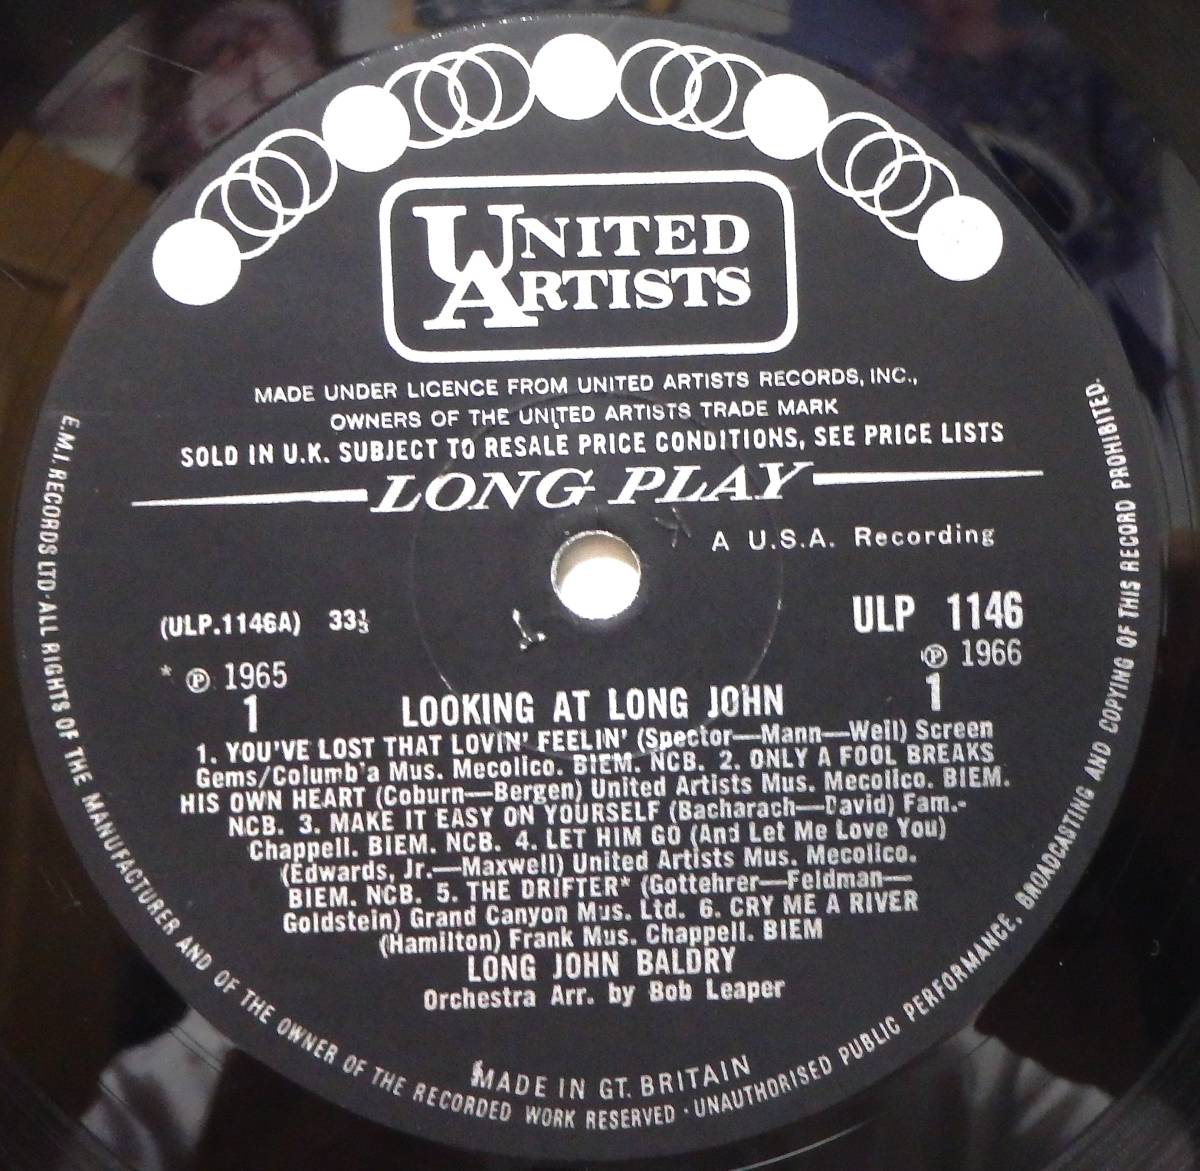 UNITED
ARTISTS
MADE UNDER LICENCE FROM UNITED ARTISTS RECORDS, INC.,
OWNERS OF THE UNITED ARTISTS TRADE MARK
SOLD IN U.K. SUBJECT TO RESALE PRICE CONDITIONS, SEE PRICE LISTS
LONG PLAY
A U.S.A. Recording
(ULP.1146A) 33⅓
ULP 1146
* ℗ 1965
℗ 1966
1
1
LOOKING AT LONG JOHN
1. YOU'VE LOST THAT LOVIN' FEELIN' (Spector—Mann—Weil) Screen
Gems/Columb'a Mus. Mecolico. BIEM. NCB. 2. ONLY A FOOL BREAKS
HIS OWN HEART (Coburn—Bergen) United Artists Mus. Mecolico. BIEM.
NCB. 3. MAKE IT EASY ON YOURSELF (Bacharach—David) Fam.-
Chappell. BIEM. NCB. 4. LET HIM GO (And Let Me Love You)
(Edwards, Jr.—Maxwell) United Artists Mus. Mecolico.
BIEM. NCB. 5. THE DRIFTER* (Gottehrer—Feldman—
Goldstein) Grand Canyon Mus. Ltd. 6. CRY ME A RIVER
(Hamilton) Frank Mus. Chappell. BIEM
LONG JOHN BALDRY
Orchestra Arr. by Bob Leaper
MADE IN GT. BRITAIN
E.M.I. RECORDS LTD · ALL RIGHTS OF THE MANUFACTURER AND OF THE OWNER OF THE RECORDED WORK RESERVED · UNAUTHORISED PUBLIC PERFORMANCE, BROADCASTING AND COPYING OF THIS RECORD PROHIBITED.